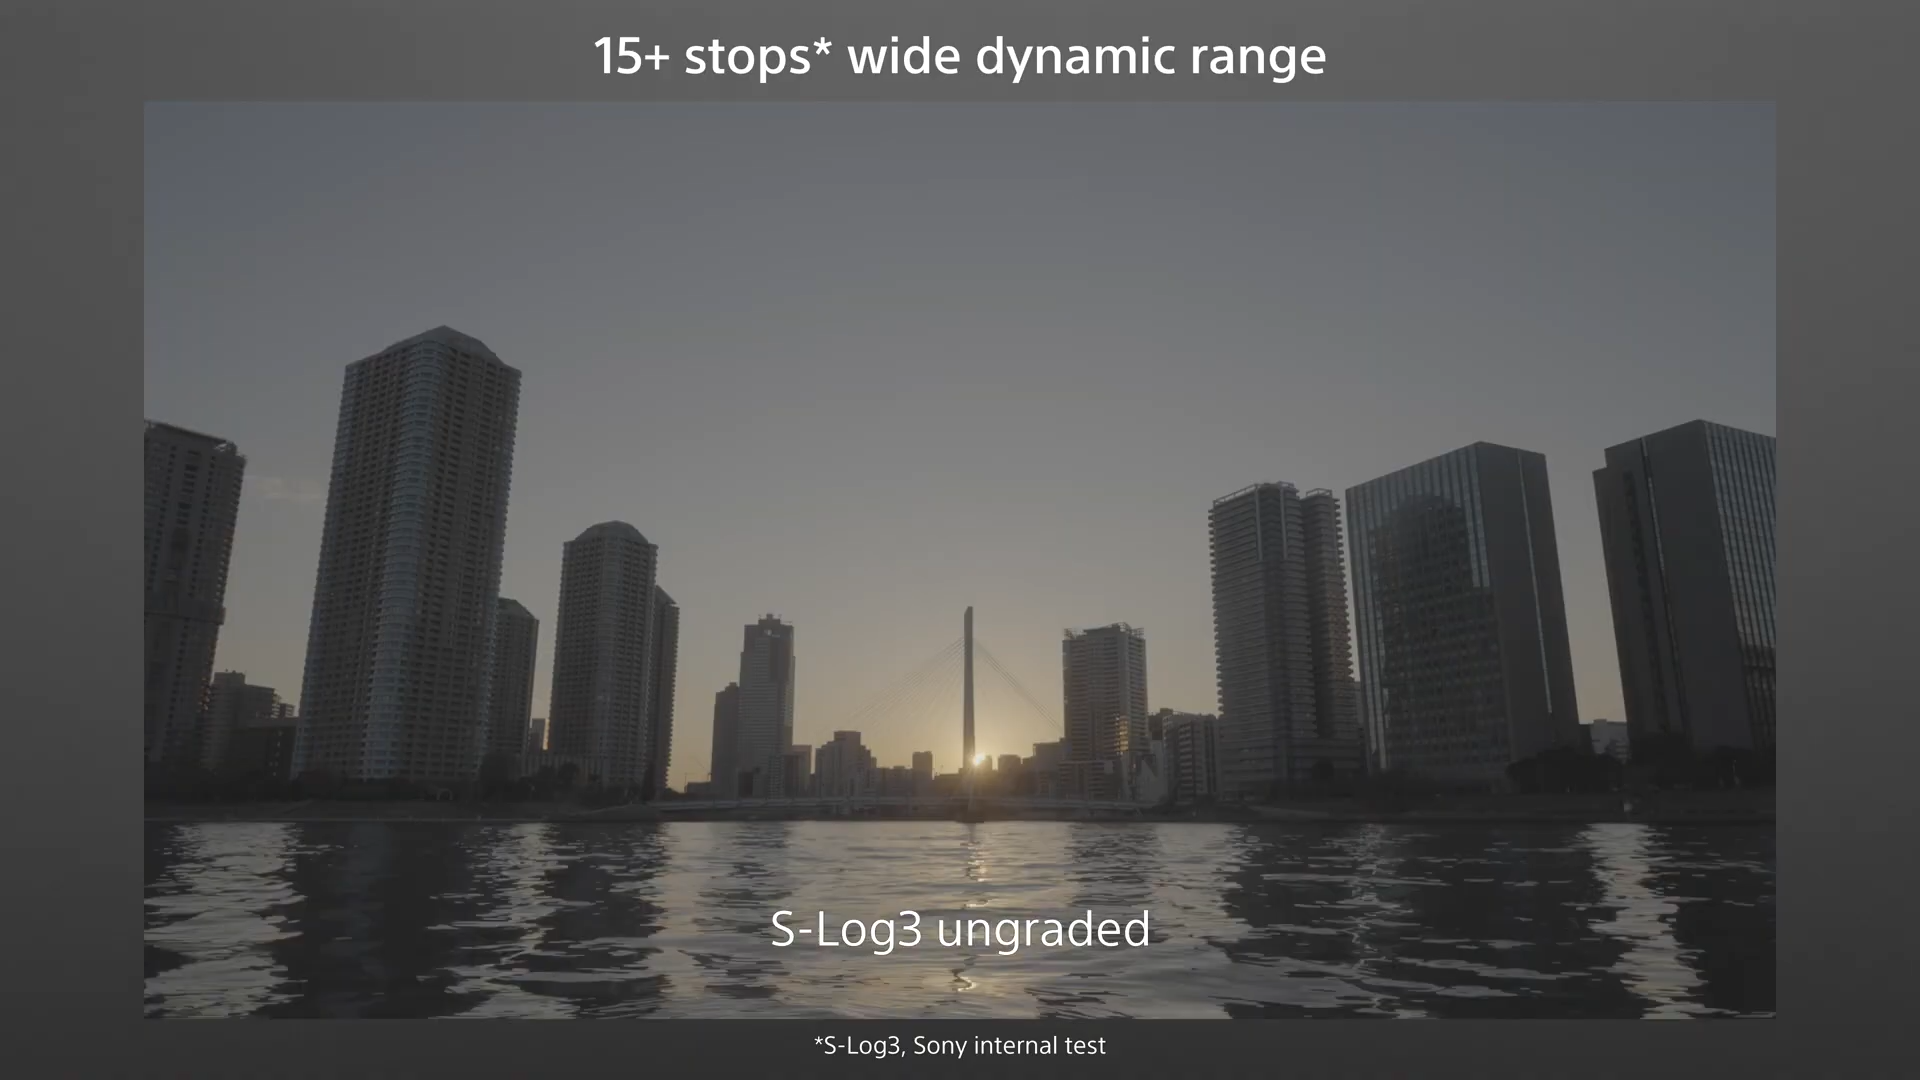 15+ stops* wide dynamic range
S-Log3 ungraded
*S-Log3, Sony internal test